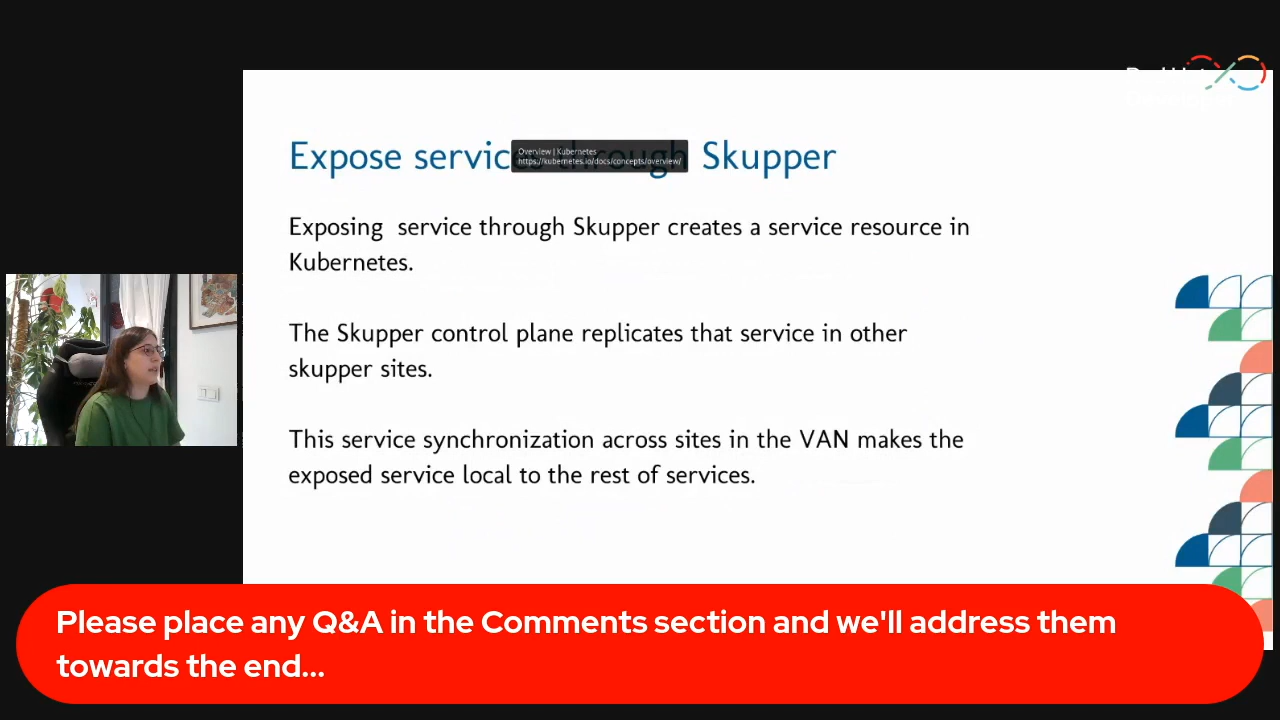 Expose services through Skupper
Overview | Kubernetes
https://kubernetes.io/docs/concepts/overview/
Exposing service through Skupper creates a service resource in
Kubernetes.
The Skupper control plane replicates that service in other
skupper sites.
This service synchronization across sites in the VAN makes the
exposed service local to the rest of services.
Please place any Q&A in the Comments section and we'll address them
towards the end...